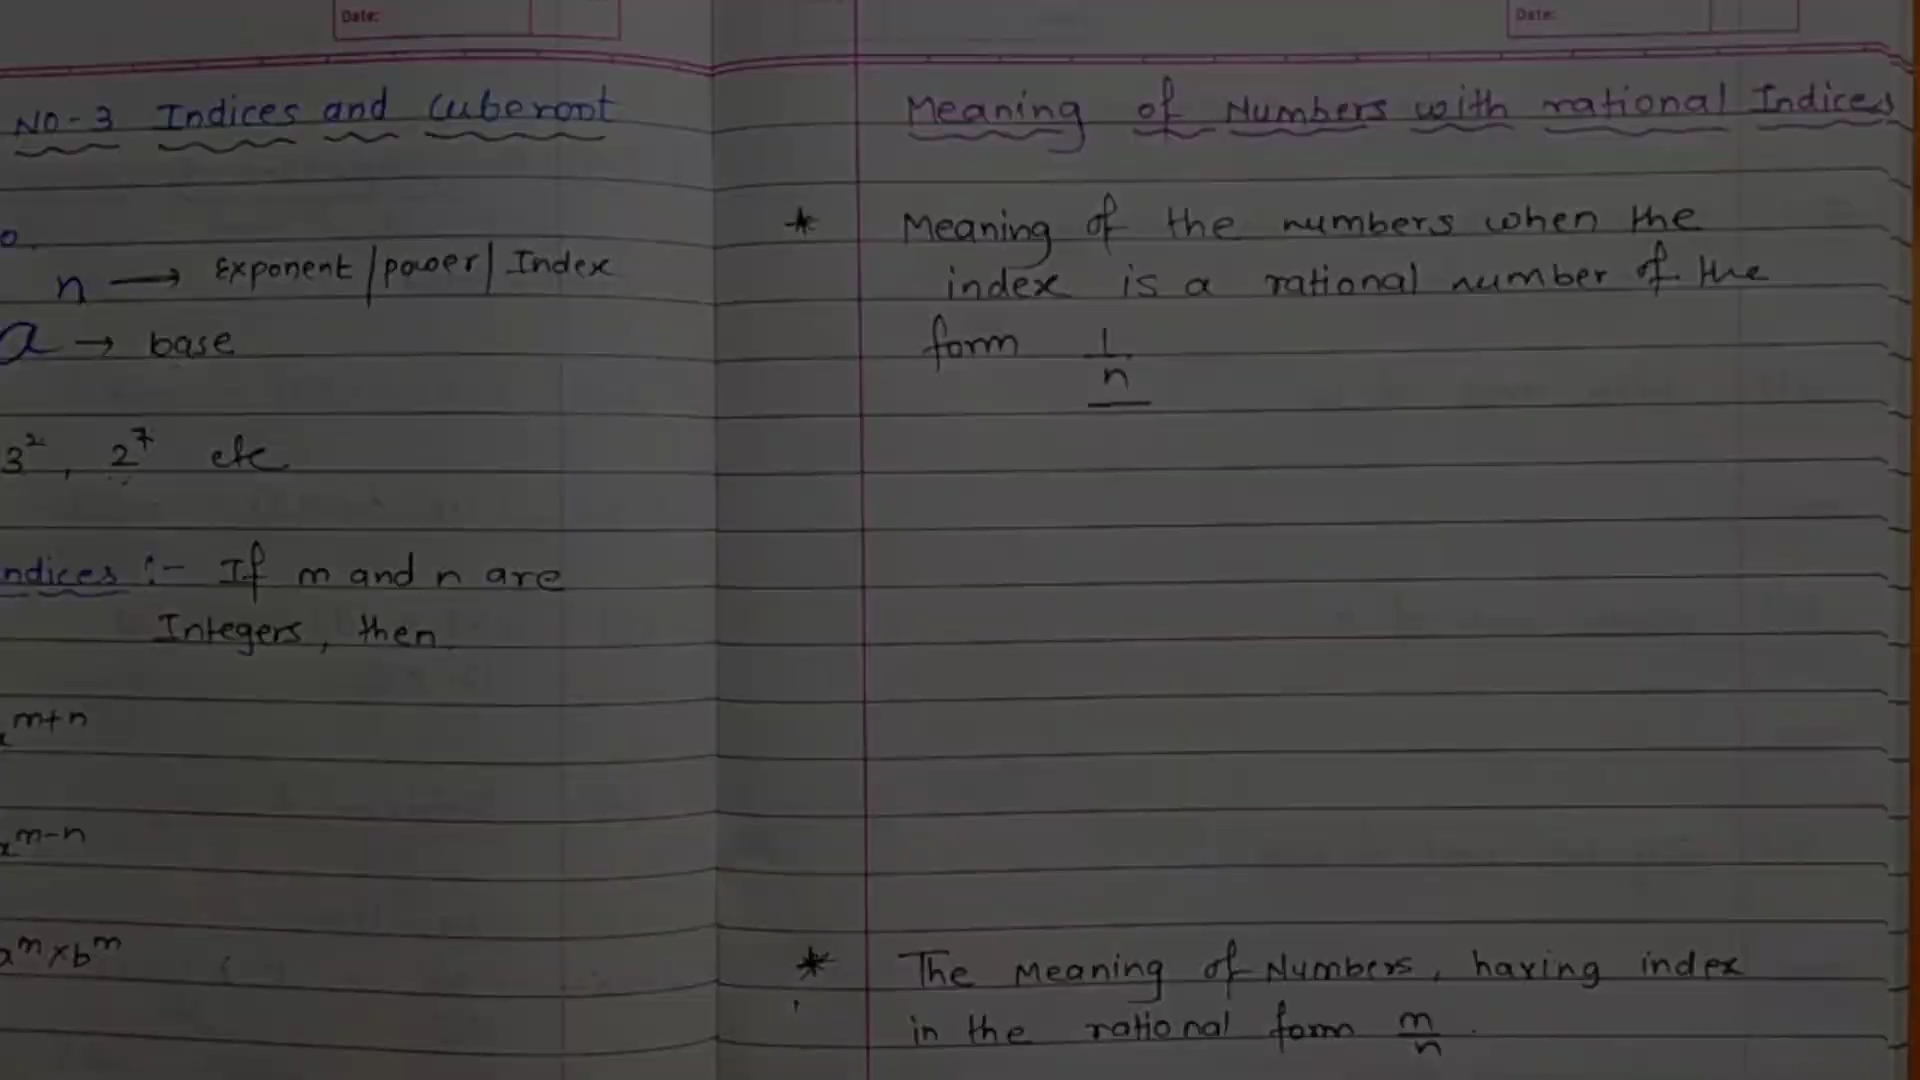 Date:
NO-3 Indices and Cuberoot
n → Exponent/power/Index
a → base
3², 2⁷ etc
ndices :- If m and n are
Integers, then
m+n
m-n
aᵐ×bᵐ
Date:
Meaning of Numbers with rational Indices
* Meaning of the numbers when the
index is a rational number of the
form 1/n
* The Meaning of Numbers, having index
in the rational form m/n.